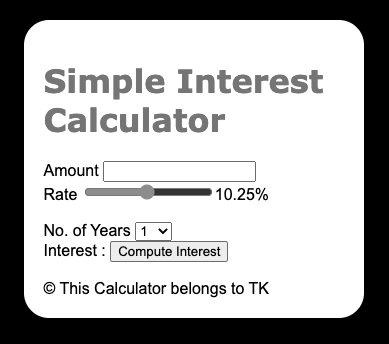 Simple Interest
Calculator
Amount
Rate 10.25%
No. of Years 1
Interest : Compute Interest
© This Calculator belongs to TK